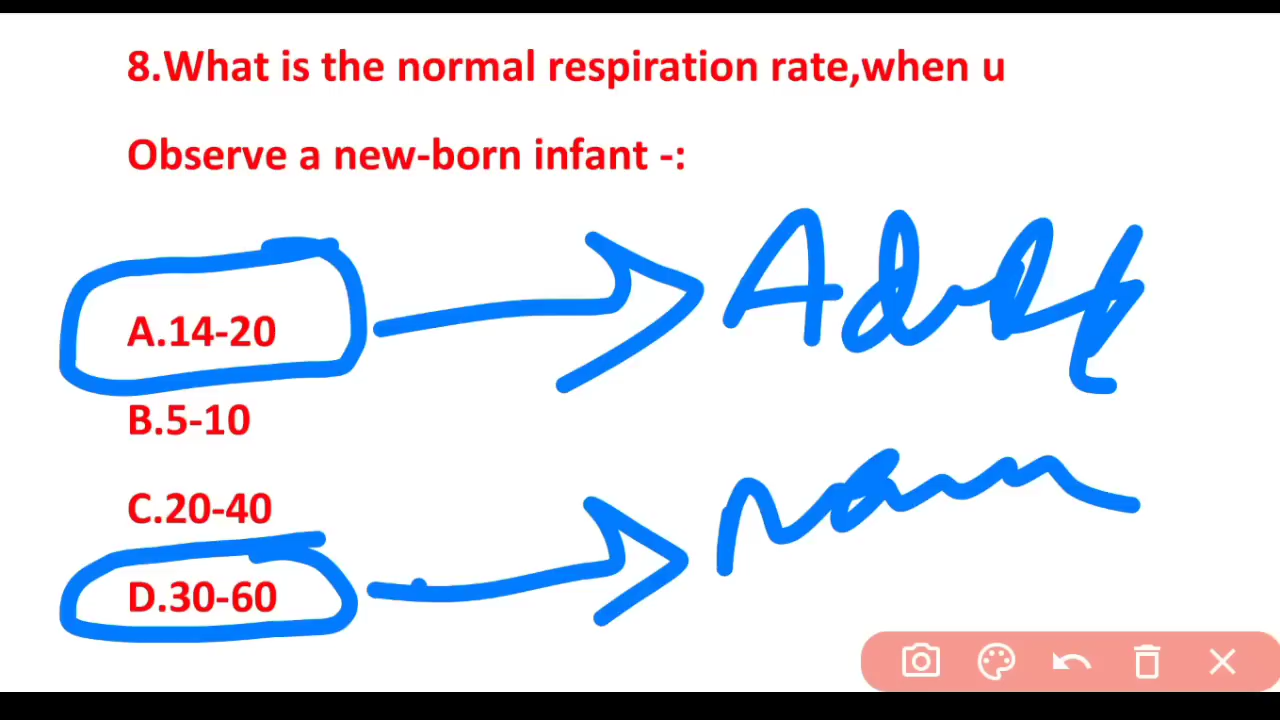 8.What is the normal respiration rate,when u
Observe a new-born infant -:
A.14-20
Adult
B.5-10
C.20-40
D.30-60